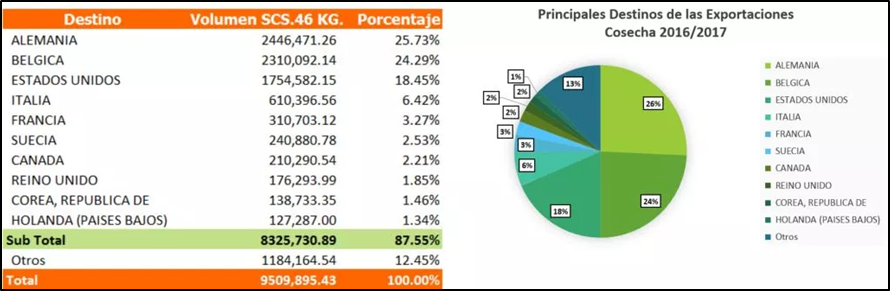 Destino Volumen SCS.46 KG. Porcentaje
ALEMANIA 2446,471.26 25.73%
BELGICA 2310,092.14 24.29%
ESTADOS UNIDOS 1754,582.15 18.45%
ITALIA 610,396.56 6.42%
FRANCIA 310,703.12 3.27%
SUECIA 240,880.78 2.53%
CANADA 210,290.54 2.21%
REINO UNIDO 176,293.99 1.85%
COREA, REPUBLICA DE 138,733.35 1.46%
HOLANDA (PAISES BAJOS) 127,287.00 1.34%
Sub Total 8325,730.89 87.55%
Otros 1184,164.54 12.45%
Total 9509,895.43 100.00%
Principales Destinos de las Exportaciones
Cosecha 2016/2017
1%
2%
2%
2%
3%
3%
6%
18%
24%
26%
13%
ALEMANIA
BELGICA
ESTADOS UNIDOS
ITALIA
FRANCIA
SUECIA
CANADA
REINO UNIDO
COREA, REPUBLICA DE
HOLANDA (PAISES BAJOS)
Otros